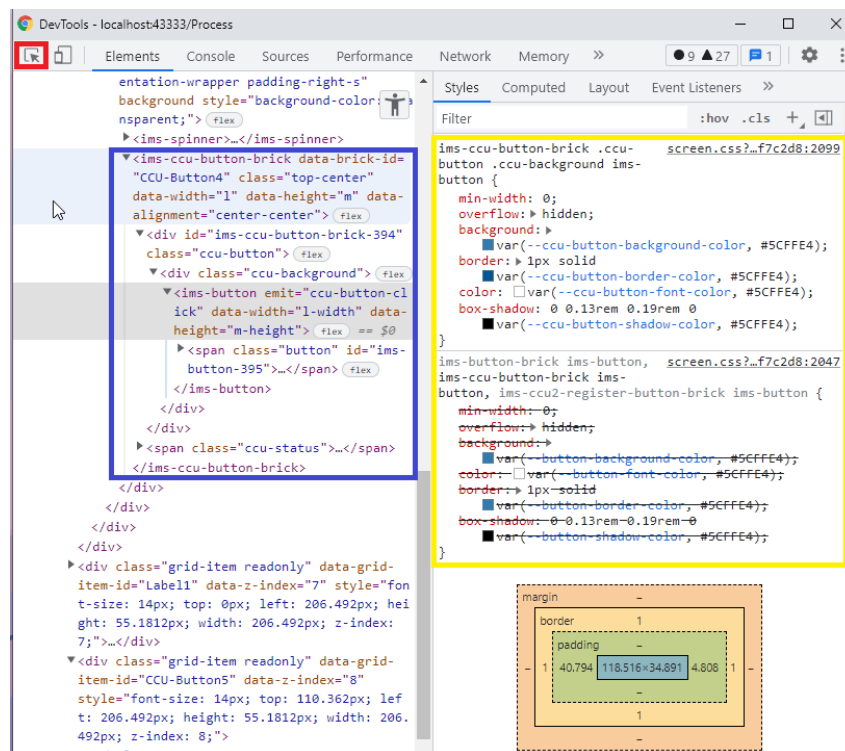 DevTools - localhost:43333/Process
Elements Console Sources Performance Network Memory » 9 27 1
entation-wrapper padding-right-s"
background style="background-color: a
nsparent;"> flex
<ims-spinner>…</ims-spinner>
<ims-ccu-button-brick data-brick-id=
"CCU-Button4" class="top-center"
data-width="l" data-height="m" data-
alignment="center-center"> flex
<div id="ims-ccu-button-brick-394"
class="ccu-button"> flex
<div class="ccu-background"> flex
<ims-button emit="ccu-button-cl
ick" data-width="l-width" data-
height="m-height"> flex == $0
<span class="button" id="ims-
button-395">…</span> flex
</ims-button>
</div>
</div>
<span class="ccu-status">…</span>
</ims-ccu-button-brick>
</div>
</div>
</div>
</div>
<div class="grid-item readonly" data-grid-
item-id="Label1" data-z-index="7" style="fon
t-size: 14px; top: 0px; left: 206.492px; hei
ght: 55.1812px; width: 206.492px; z-index:
7;">…</div>
<div class="grid-item readonly" data-grid-
item-id="CCU-Button5" data-z-index="8"
style="font-size: 14px; top: 110.362px; lef
t: 206.492px; height: 55.1812px; width: 206.
492px; z-index: 8;">
Styles Computed Layout Event Listeners »
Filter :hov .cls +
ims-ccu-button-brick .ccu- screen.css?…f7c2d8:2099
button .ccu-background ims-
button {
min-width: 0;
overflow: hidden;
background:
var(--ccu-button-background-color, #5CFFE4);
border: 1px solid
var(--ccu-button-border-color, #5CFFE4);
color: var(--ccu-button-font-color, #5CFFE4);
box-shadow: 0 0.13rem 0.19rem 0
var(--ccu-button-shadow-color, #5CFFE4);
}
ims-button-brick ims-button, screen.css?…f7c2d8:2047
ims-ccu-button-brick ims-
button, ims-ccu2-register-button-brick ims-button {
min-width: 0;
overflow: hidden;
background:
var(--button-background-color, #5CFFE4);
color: var(--button-font-color, #5CFFE4);
border: 1px solid
var(--button-border-color, #5CFFE4);
box-shadow: 0 0.13rem 0.19rem 0
var(--button-shadow-color, #5CFFE4);
}
margin –
border 1
padding –
– 1 40.794 118.516×34.891 4.808 1 –
–
1
–